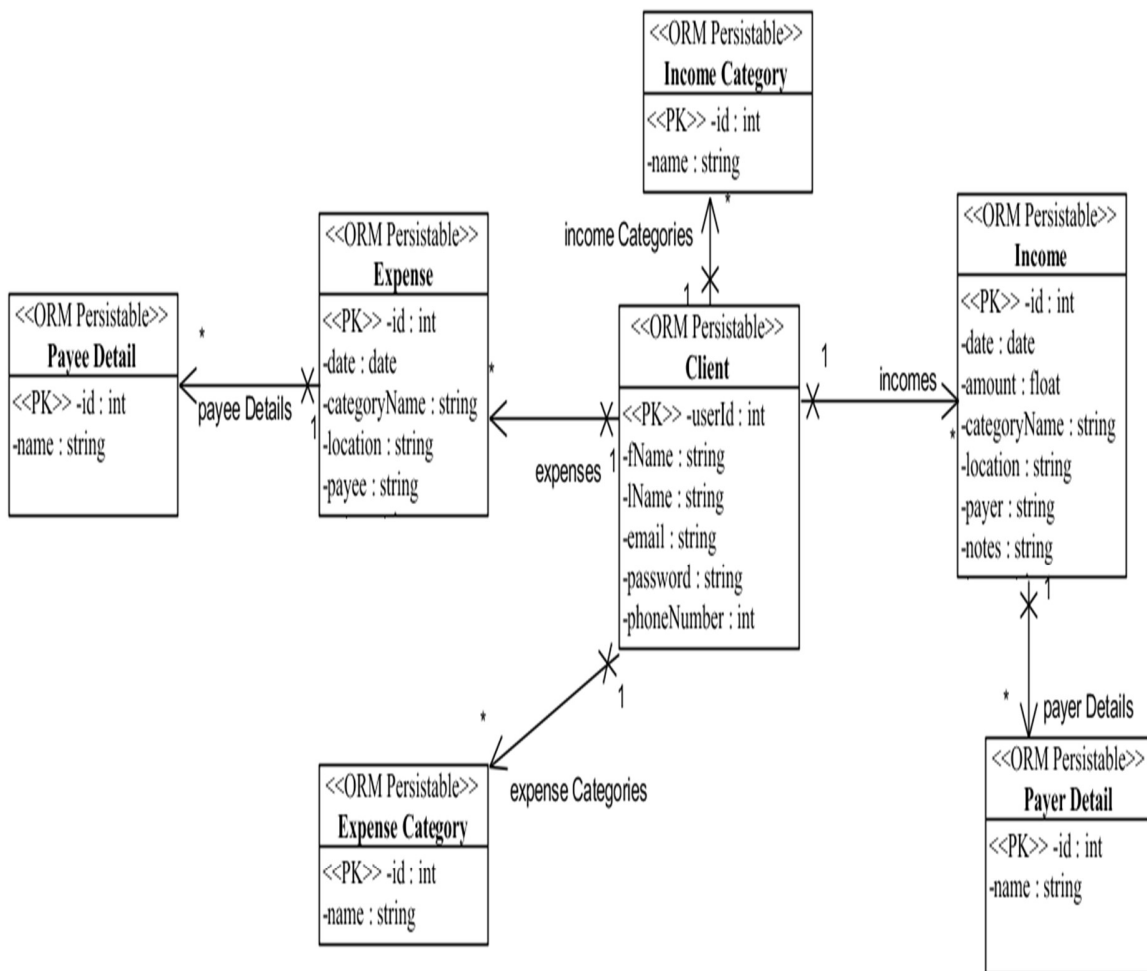 <<ORM Persistable>>
Income Category
<<PK>> -id : int
-name : string
*
income Categories
1
<<ORM Persistable>>
Expense
<<PK>> -id : int
-date : date
-categoryName : string
-location : string
-payee : string
<<ORM Persistable>>
Income
<<PK>> -id : int
-date : date
-amount : float
-categoryName : string
-location : string
-payer : string
-notes : string
<<ORM Persistable>>
Payee Detail
<<PK>> -id : int
-name : string
*
payee Details
1
<<ORM Persistable>>
Client
<<PK>> -userId : int
-fName : string
-lName : string
-email : string
-password : string
-phoneNumber : int
*
expenses
1
1
incomes
*
1
*
payer Details
1
*
expense Categories
<<ORM Persistable>>
Expense Category
<<PK>> -id : int
-name : string
<<ORM Persistable>>
Payer Detail
<<PK>> -id : int
-name : string